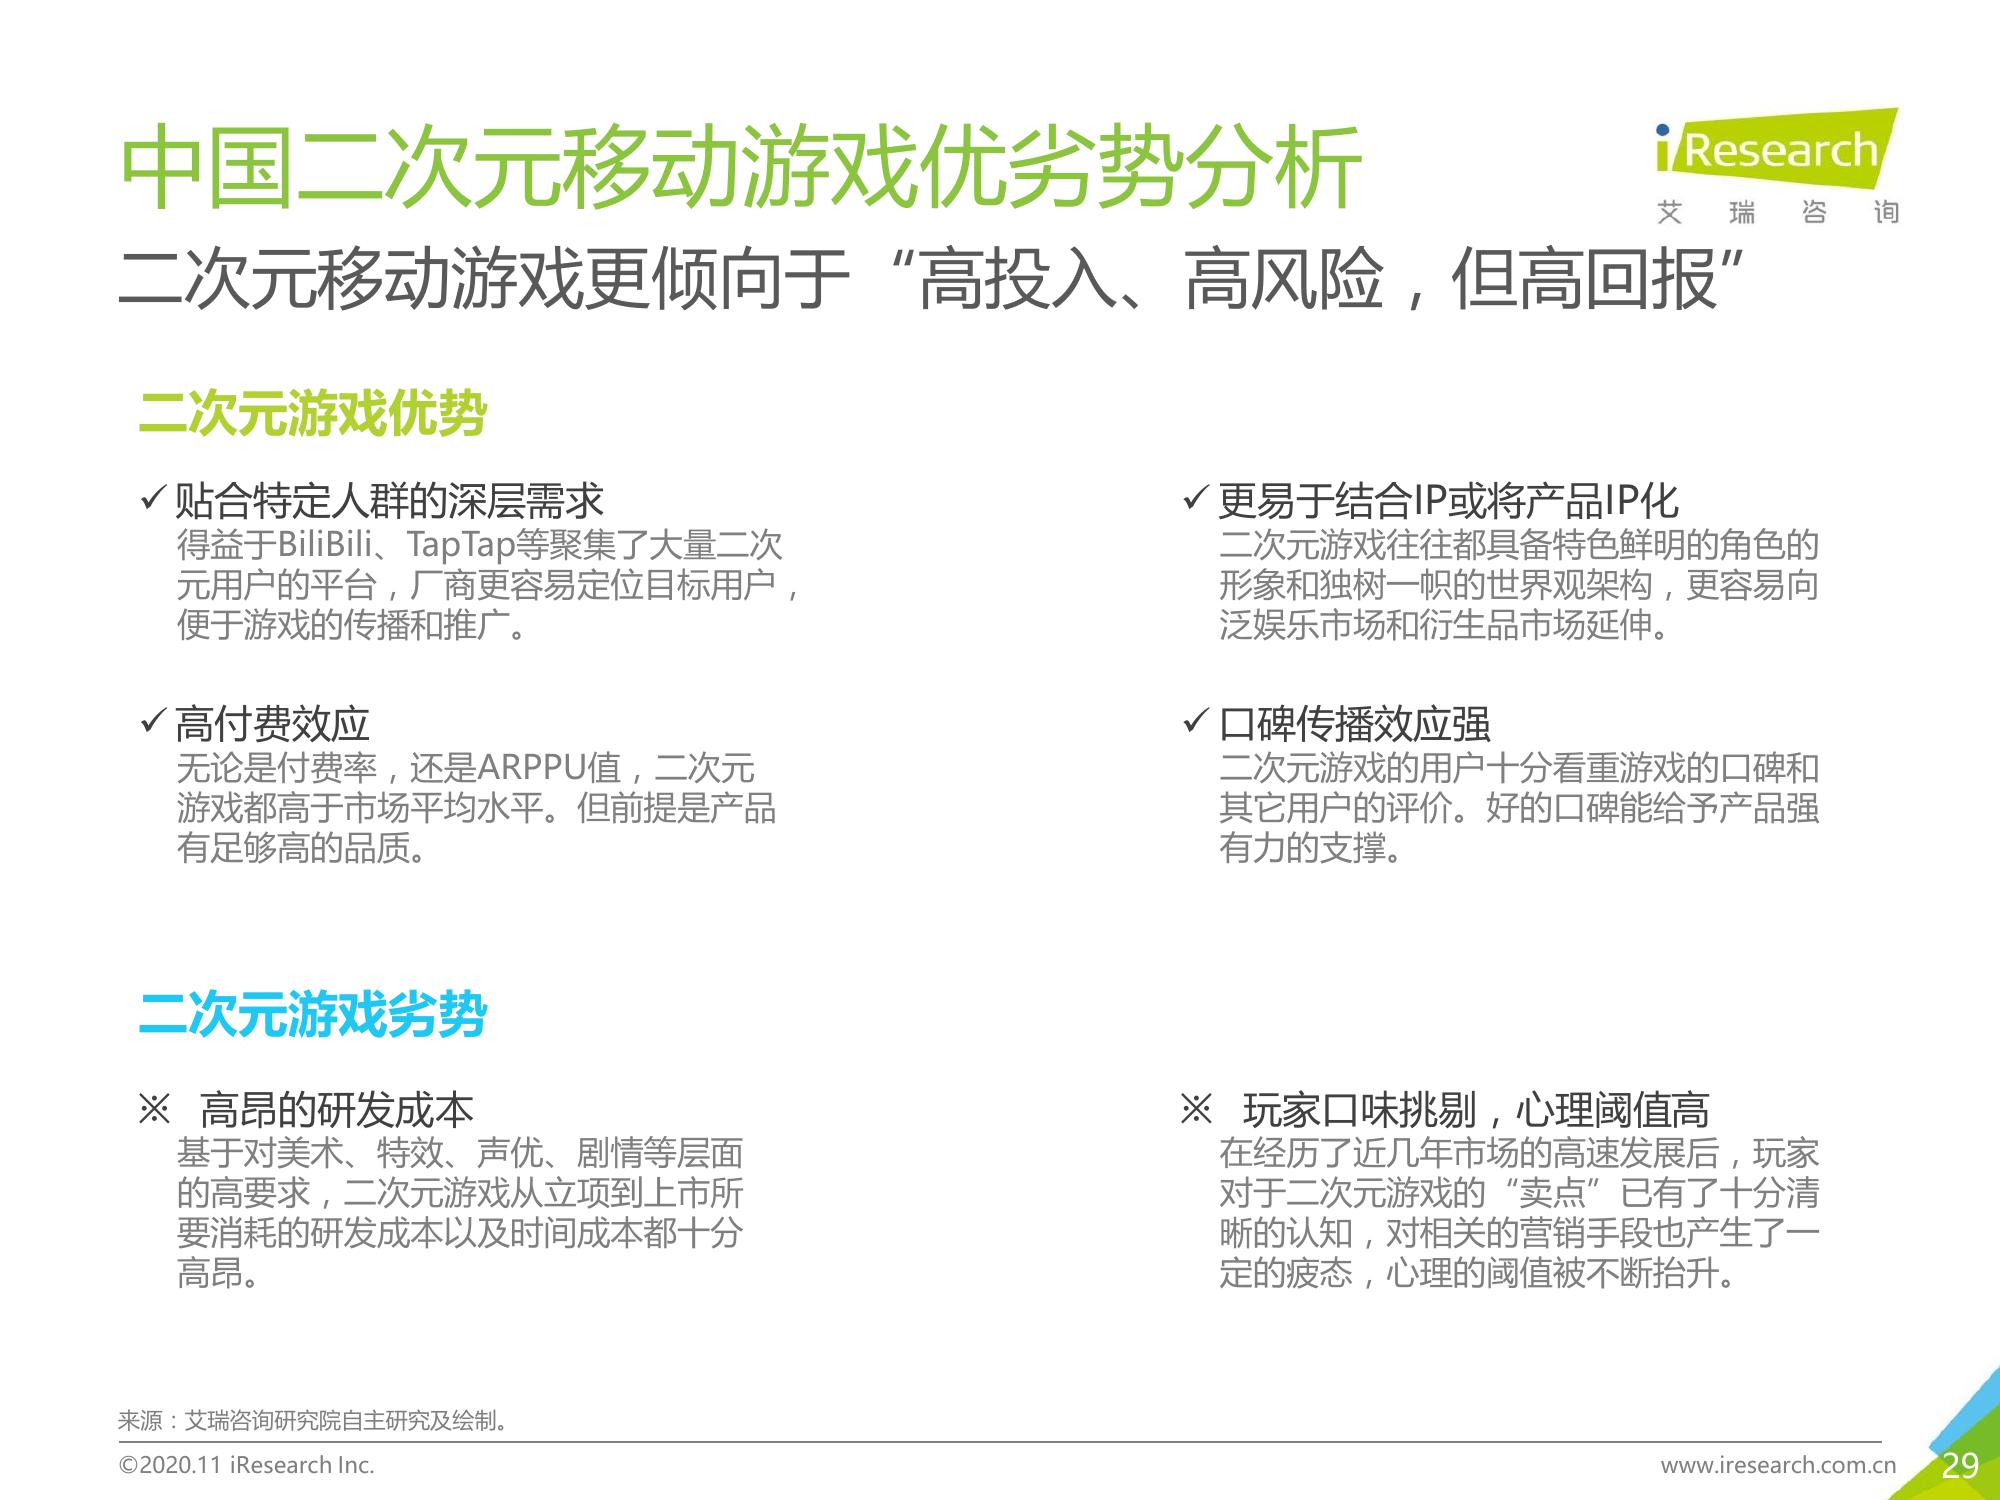 中国二次元移动游戏优劣势分析
iResearch
艾瑞咨询
二次元移动游戏更倾向于“高投入、高风险，但高回报”
二次元游戏优势
✓贴合特定人群的深层需求
得益于BiliBili、TapTap等聚集了大量二次
元用户的平台，厂商更容易定位目标用户，
便于游戏的传播和推广。
✓更易于结合IP或将产品IP化
二次元游戏往往都具备特色鲜明的角色的
形象和独树一帜的世界观架构，更容易向
泛娱乐市场和衍生品市场延伸。
✓高付费效应
无论是付费率，还是ARPPU值，二次元
游戏都高于市场平均水平。但前提是产品
有足够高的品质。
✓口碑传播效应强
二次元游戏的用户十分看重游戏的口碑和
其它用户的评价。好的口碑能给予产品强
有力的支撑。
二次元游戏劣势
※ 高昂的研发成本
基于对美术、特效、声优、剧情等层面
的高要求，二次元游戏从立项到上市所
要消耗的研发成本以及时间成本都十分
高昂。
※ 玩家口味挑剔，心理阈值高
在经历了近几年市场的高速发展后，玩家
对于二次元游戏的“卖点”已有了十分清
晰的认知，对相关的营销手段也产生了一
定的疲态，心理的阈值被不断抬升。
来源：艾瑞咨询研究院自主研究及绘制。
©2020.11 iResearch Inc.
www.iresearch.com.cn
29